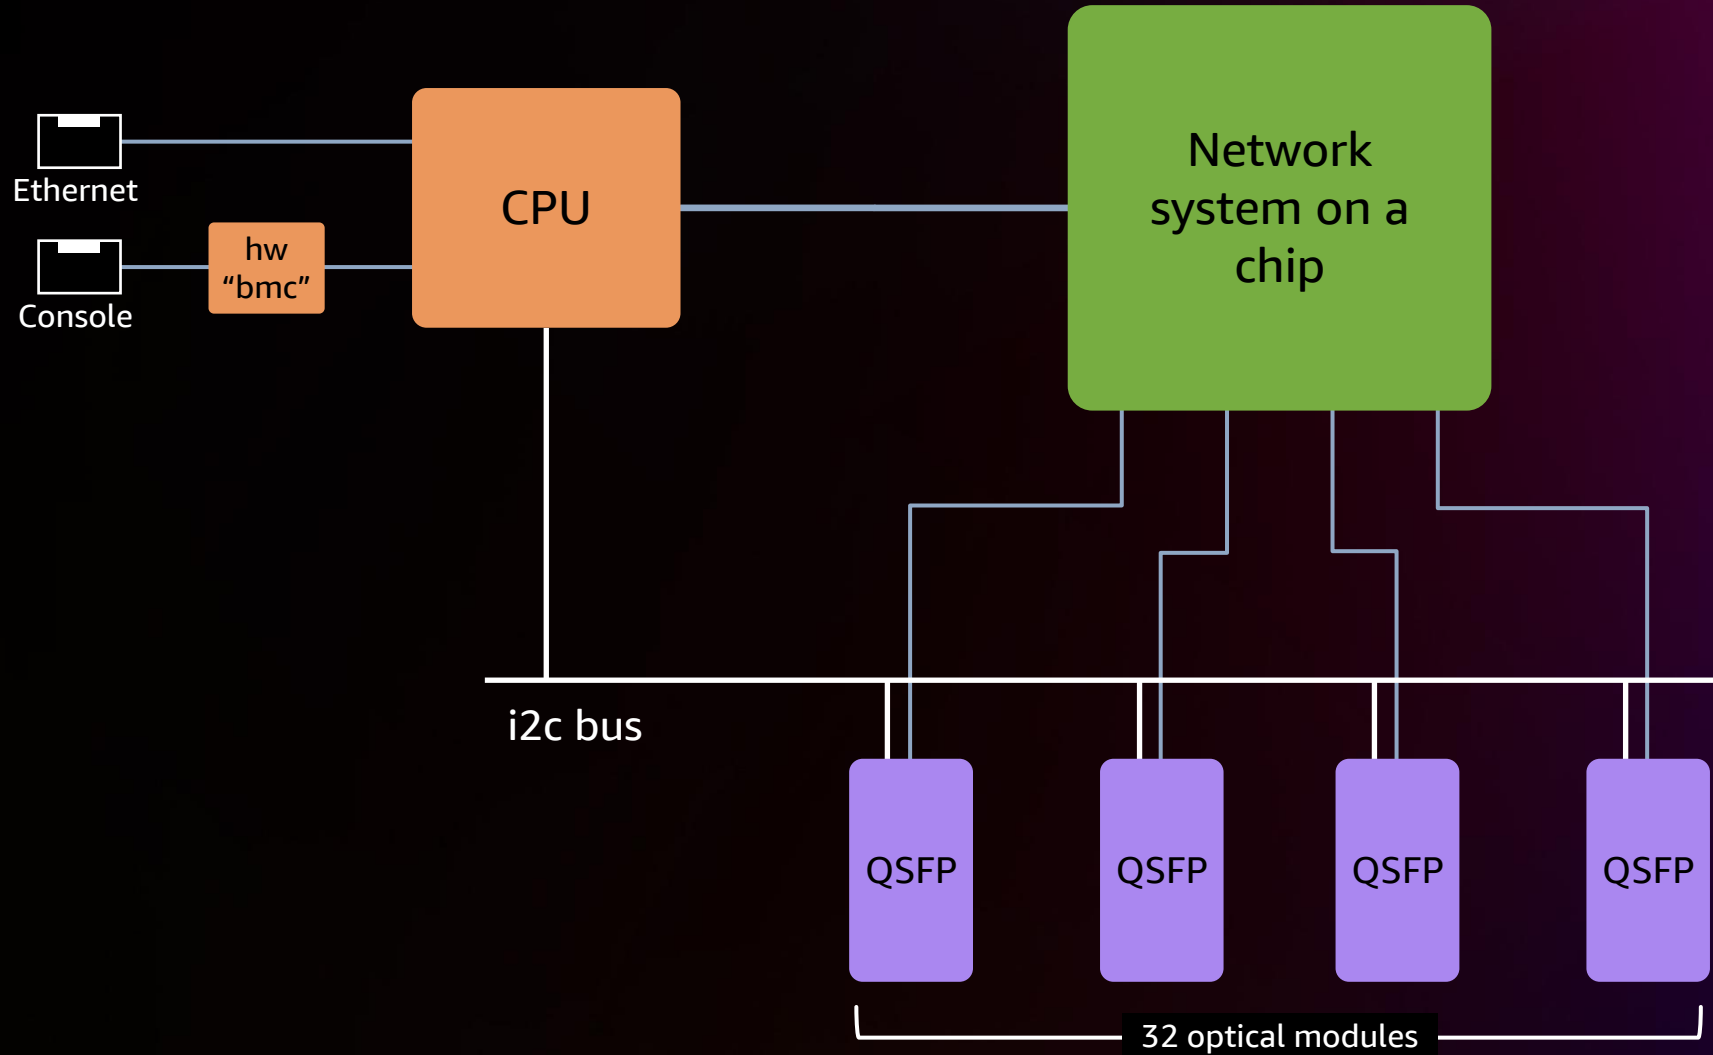 Ethernet
Console
hw
“bmc”
CPU
Network
system on a
chip
i2c bus
QSFP
QSFP
QSFP
QSFP
32 optical modules